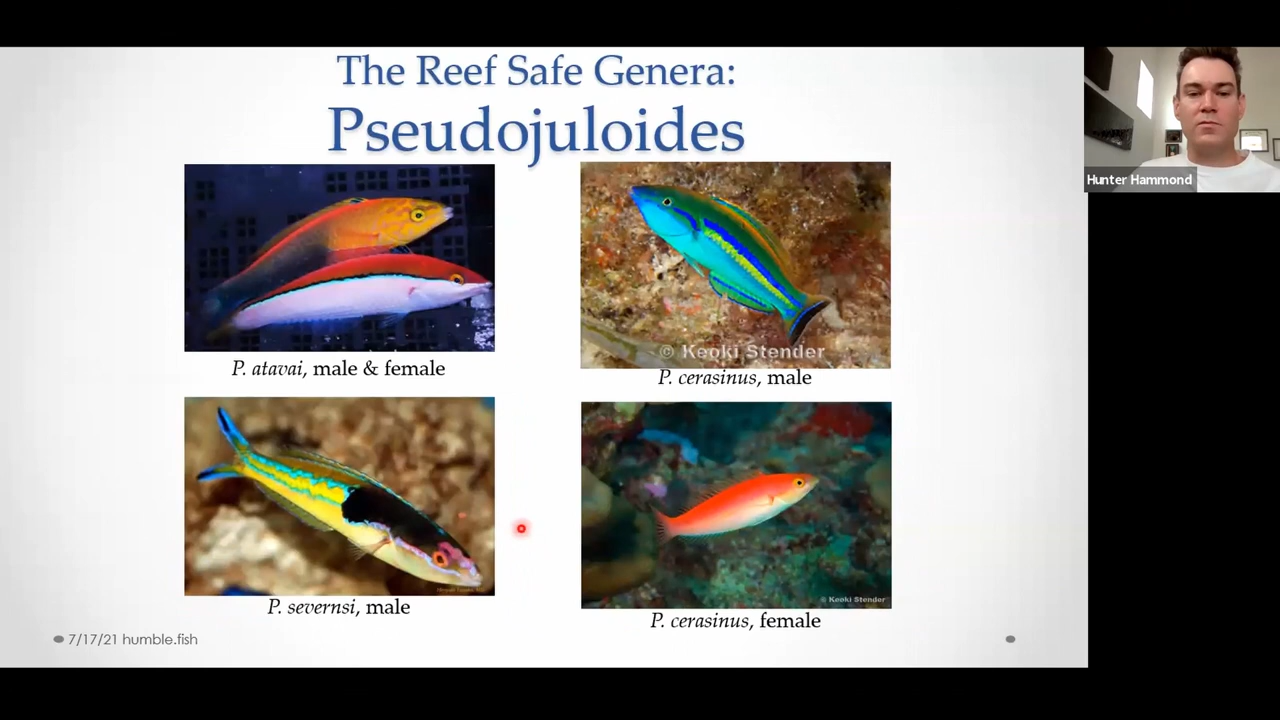 The Reef Safe Genera:
Pseudojuloides
Hunter Hammond
© Keoki Stender
P. atavai, male & female
P. cerasinus, male
© Keoki Stender
P. severnsi, male
P. cerasinus, female
7/17/21 humble.fish